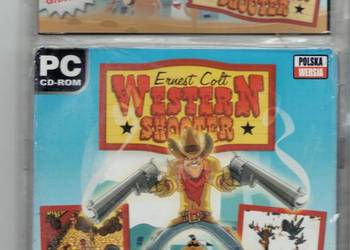 SHOOTER
PC
CD-ROM
POLSKA
WERSJA
Ernest Colt
WESTERN
SHOOTER